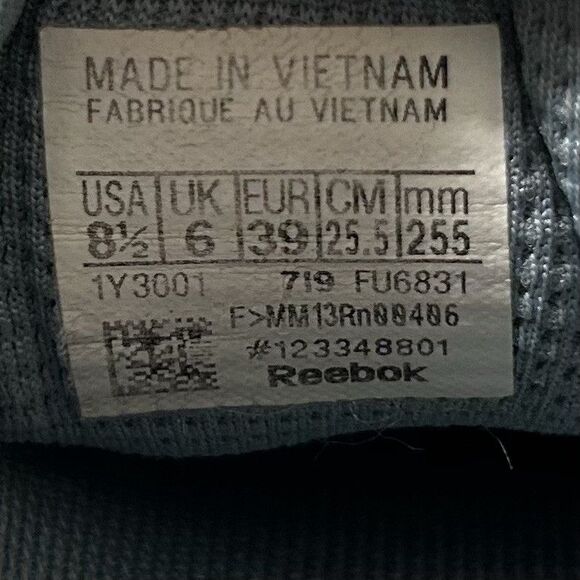 MADE IN VIETNAM
FABRIQUE AU VIETNAM
USA UK EUR CM mm
8½ 6 39 25.5 255
1Y3001 719 FU6831
F>MM13Rn00406
#123348801
Reebok